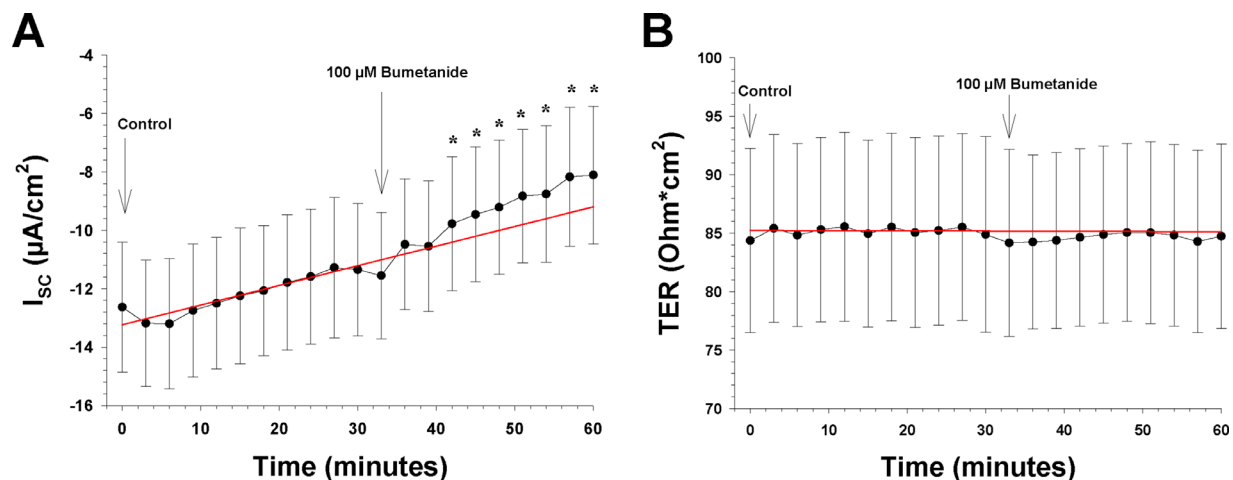 A
I_SC (µA/cm²)
-4
-6
-8
-10
-12
-14
-16
Control
100 µM Bumetanide
* * * * * * *
0 10 20 30 40 50 60
Time (minutes)
B
TER (Ohm*cm²)
100
95
90
85
80
75
70
Control
100 µM Bumetanide
0 10 20 30 40 50 60
Time (minutes)